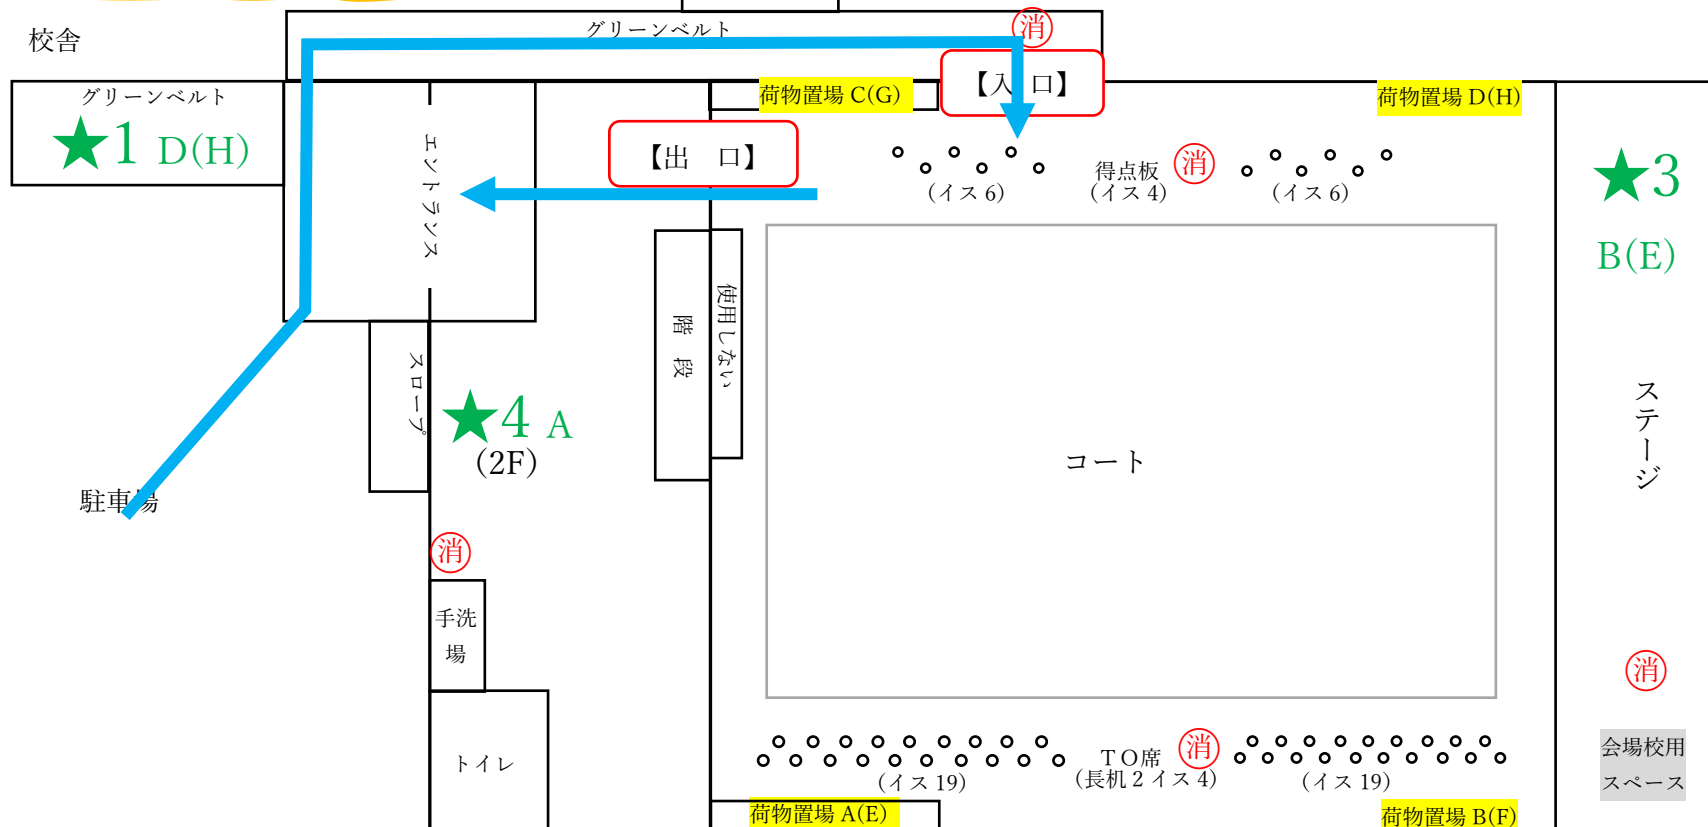 校舎
グリーンベルト
消
グリーンベルト
★1 D(H)
エントランス
【出　口】
荷物置場 C(G)
【入　口】
荷物置場 D(H)
(イス 6)
得点板
(イス 4)
消
(イス 6)
★3
B(E)
ステージ
スロープ
★4 A
(2F)
階　段
使用しない
コート
駐車場
消
手洗
場
トイレ
(イス 19)
ＴＯ席
(長机 2 イス 4)
消
(イス 19)
荷物置場 A(E)
荷物置場 B(F)
消
会場校用
スペース